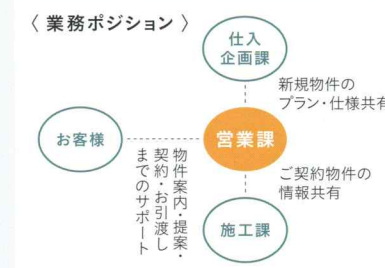 〈 業務ポジション 〉
仕入
企画課
新規物件の
プラン・仕様共有
お客様
営業課
物件案内・提案・
契約・お引渡し
までのサポート
ご契約物件の
情報共有
施工課